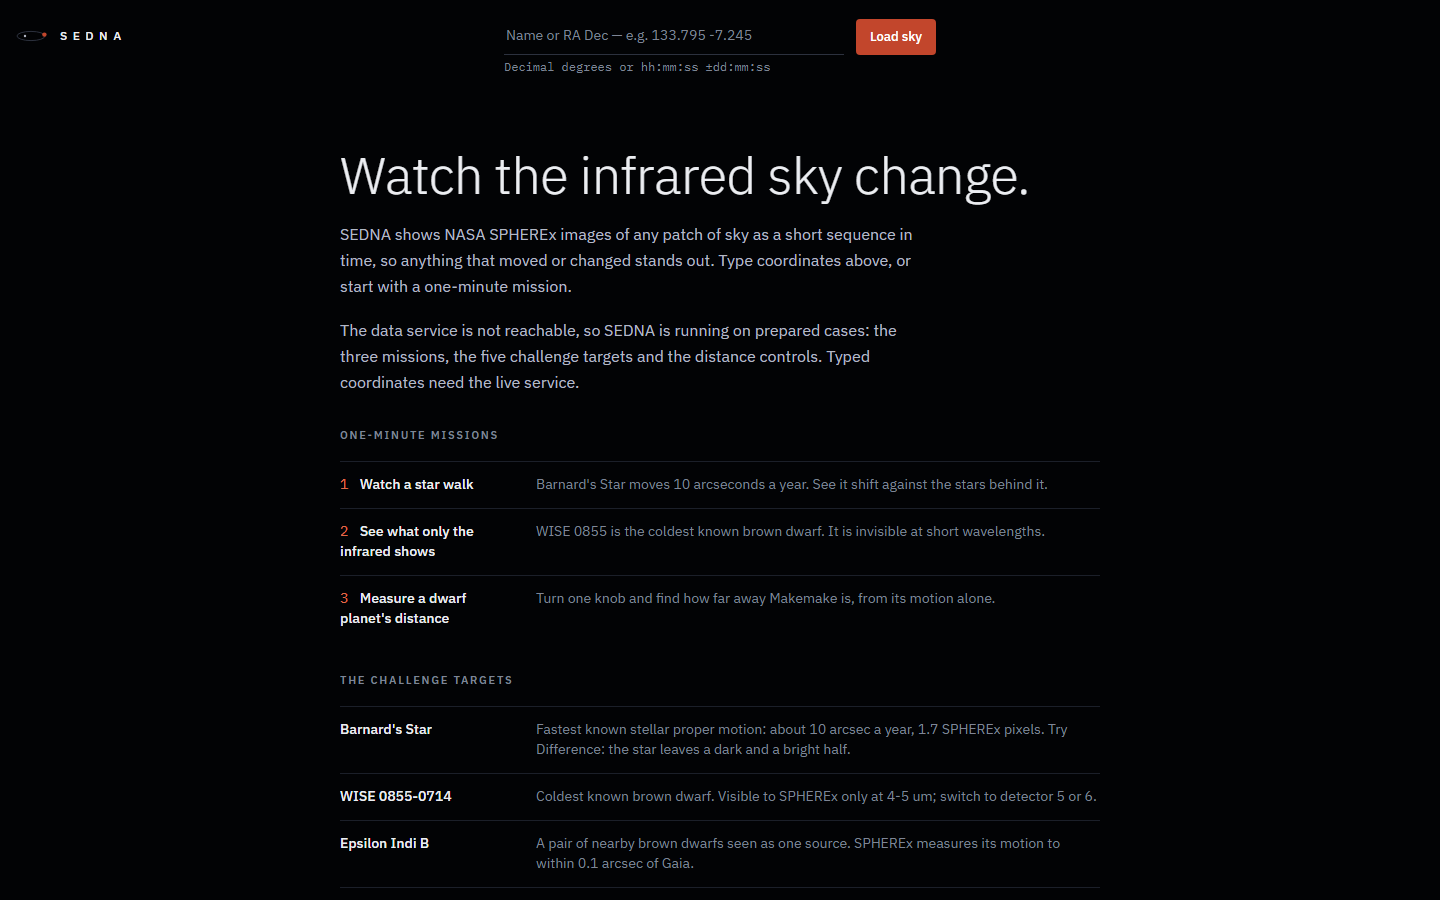 SEDNA
Name or RA Dec — e.g. 133.795 -7.245
Load sky
Decimal degrees or hh:mm:ss ±dd:mm:ss
Watch the infrared sky change.
SEDNA shows NASA SPHEREx images of any patch of sky as a short sequence in
time, so anything that moved or changed stands out. Type coordinates above, or
start with a one-minute mission.
The data service is not reachable, so SEDNA is running on prepared cases: the
three missions, the five challenge targets and the distance controls. Typed
coordinates need the live service.
ONE-MINUTE MISSIONS
1 Watch a star walk
Barnard's Star moves 10 arcseconds a year. See it shift against the stars behind it.
2 See what only the
infrared shows
WISE 0855 is the coldest known brown dwarf. It is invisible at short wavelengths.
3 Measure a dwarf
planet's distance
Turn one knob and find how far away Makemake is, from its motion alone.
THE CHALLENGE TARGETS
Barnard's Star
Fastest known stellar proper motion: about 10 arcsec a year, 1.7 SPHEREx pixels. Try
Difference: the star leaves a dark and a bright half.
WISE 0855-0714
Coldest known brown dwarf. Visible to SPHEREx only at 4-5 um; switch to detector 5 or 6.
Epsilon Indi B
A pair of nearby brown dwarfs seen as one source. SPHEREx measures its motion to
within 0.1 arcsec of Gaia.